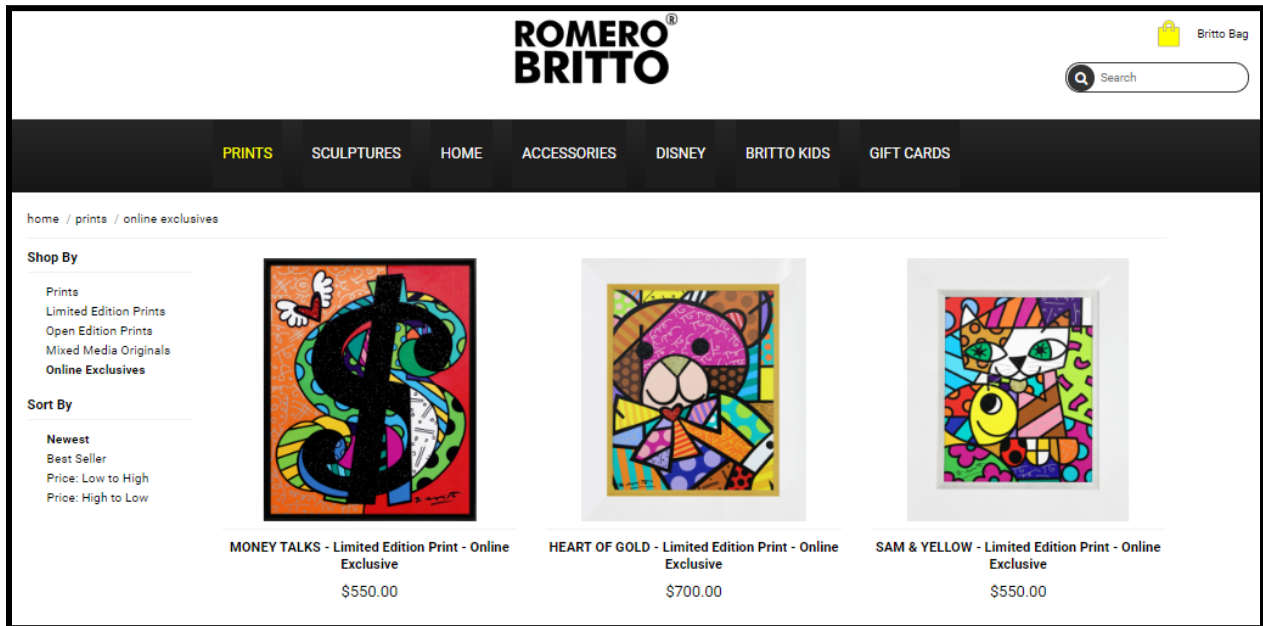 ROMERO®
BRITTO
Britto Bag
Search
PRINTS SCULPTURES HOME ACCESSORIES DISNEY BRITTO KIDS GIFT CARDS
home / prints / online exclusives
Shop By
Prints
Limited Edition Prints
Open Edition Prints
Mixed Media Originals
Online Exclusives
Sort By
Newest
Best Seller
Price: Low to High
Price: High to Low
MONEY TALKS - Limited Edition Print - Online
Exclusive
$550.00
HEART OF GOLD - Limited Edition Print - Online
Exclusive
$700.00
SAM & YELLOW - Limited Edition Print - Online
Exclusive
$550.00